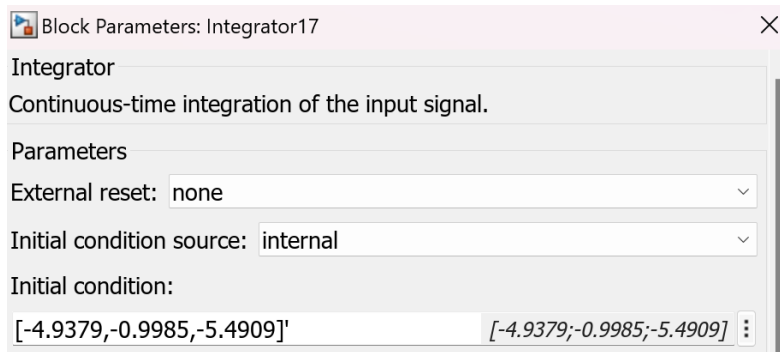 Block Parameters: Integrator17
Integrator
Continuous-time integration of the input signal.
Parameters
External reset: none
Initial condition source: internal
Initial condition:
[-4.9379,-0.9985,-5.4909]' [-4.9379;-0.9985;-5.4909]